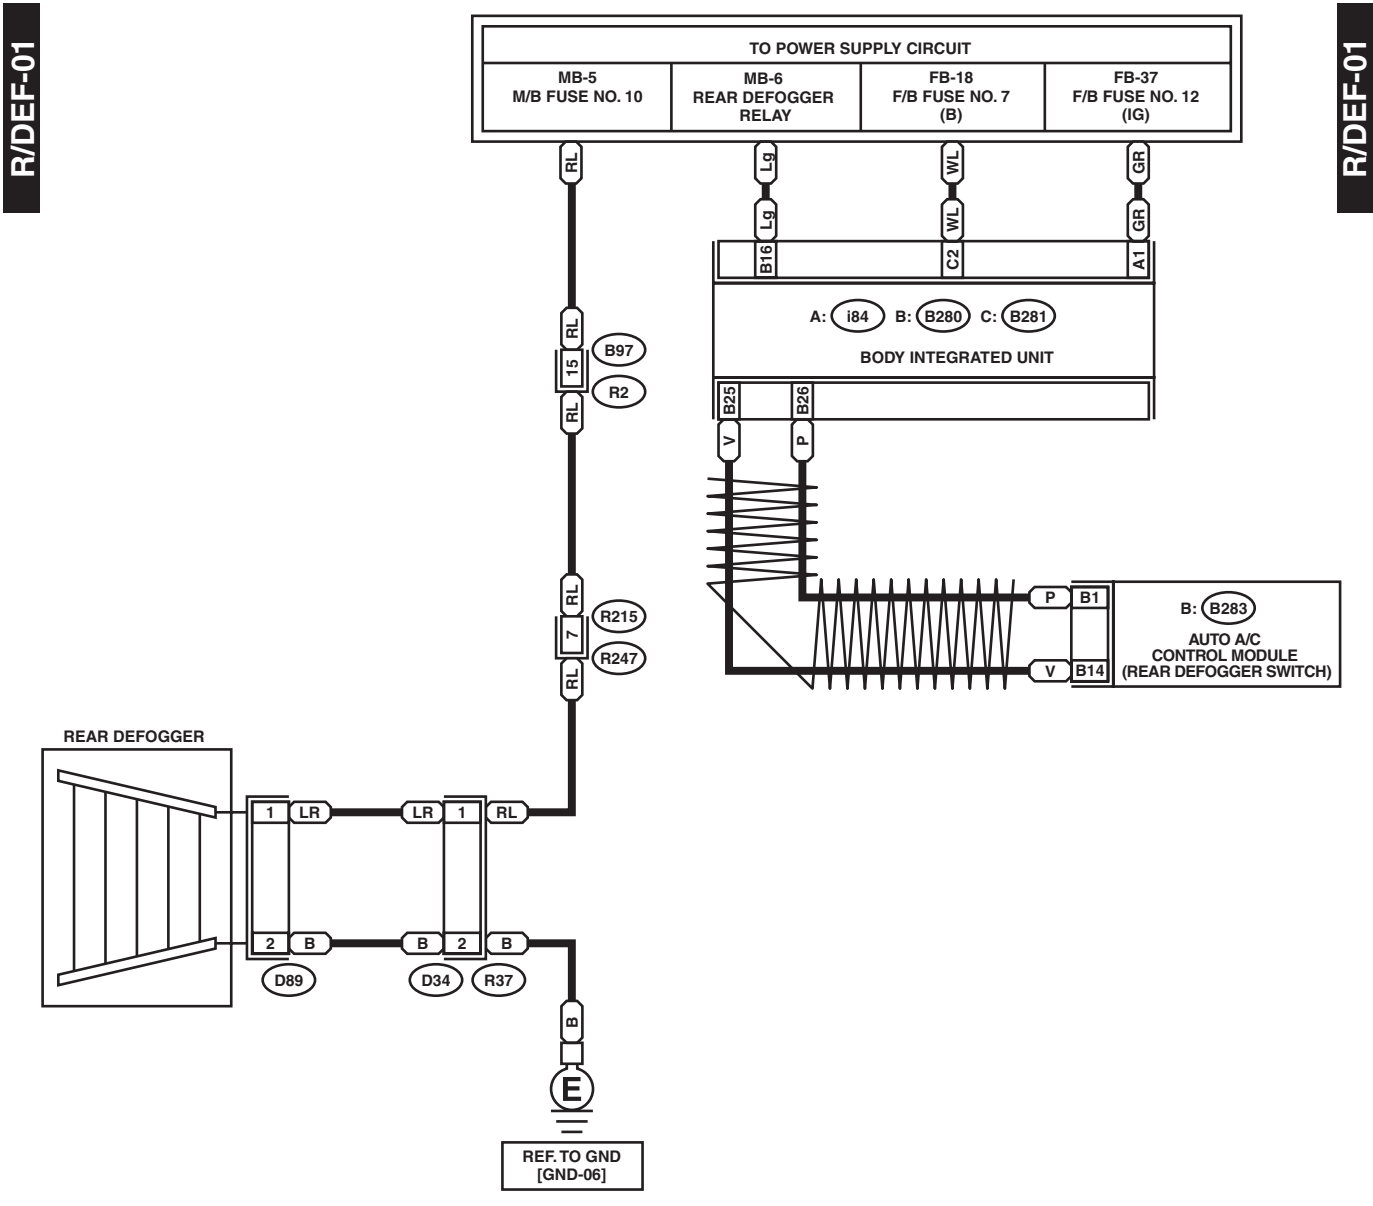 R/DEF-01
R/DEF-01
TO POWER SUPPLY CIRCUIT
MB-5
M/B FUSE NO. 10
MB-6
REAR DEFOGGER
RELAY
FB-18
F/B FUSE NO. 7
(B)
FB-37
F/B FUSE NO. 12
(IG)
RL
Lg
WL
GR
Lg
WL
GR
B16
C2
A1
A: i84 B: B280 C: B281
BODY INTEGRATED UNIT
B25
B26
V
P
RL
15
B97
R2
RL
RL
7
R215
R247
RL
P
B1
V
B14
B: B283
AUTO A/C
CONTROL MODULE
(REAR DEFOGGER SWITCH)
REAR DEFOGGER
1
LR
LR
1
RL
2
B
B
2
B
D89
D34
R37
B
E
REF. TO GND
[GND-06]